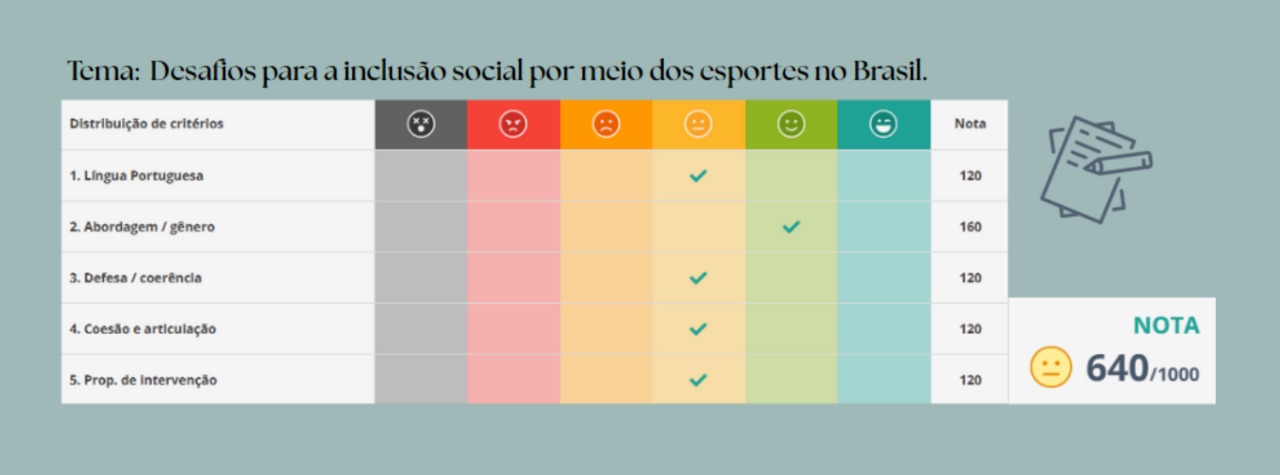 Tema: Desafios para a inclusão social por meio dos esportes no Brasil.
Distribuição de critérios Nota
1. Língua Portuguesa 120
2. Abordagem / gênero 160
3. Defesa / coerência 120
4. Coesão e articulação 120
5. Prop. de intervenção 120
NOTA
640/1000